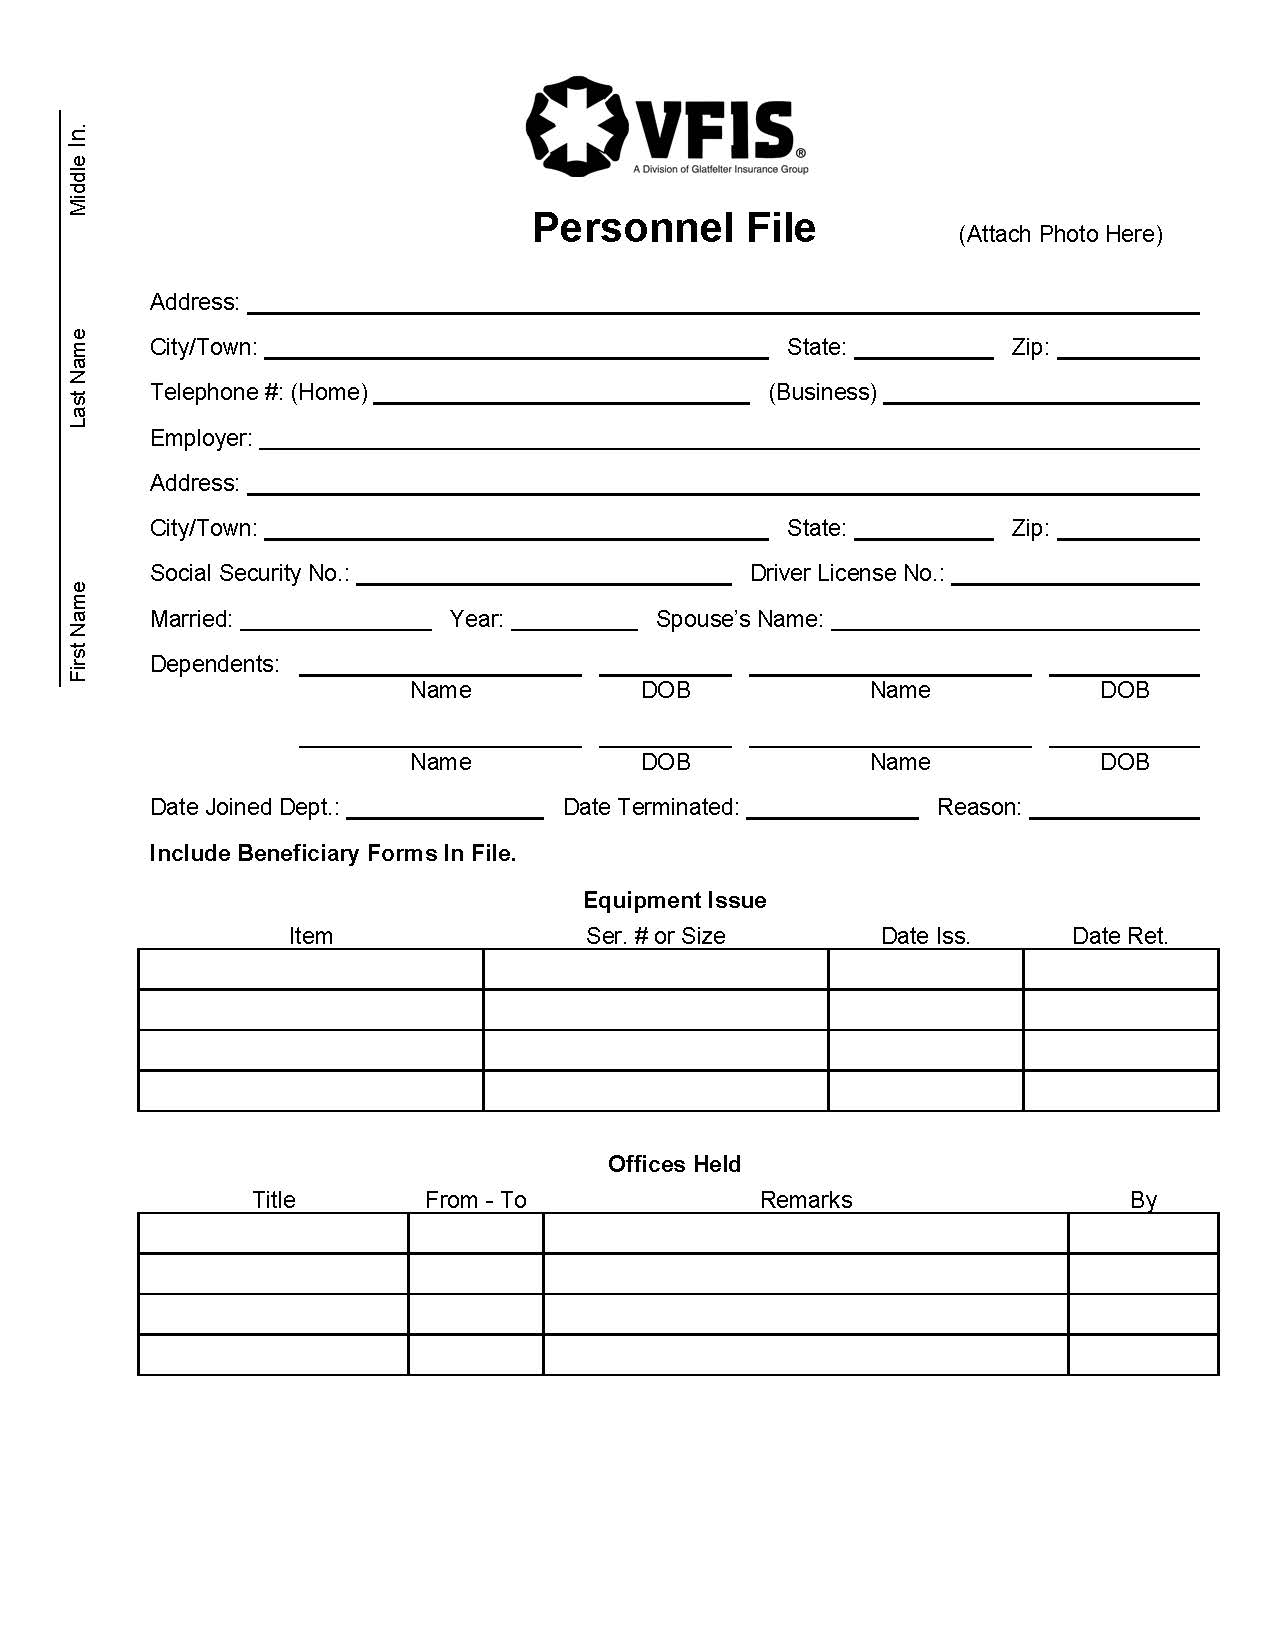 VFIS®
A Division of Glatfelter Insurance Group
Personnel File (Attach Photo Here)
Middle In.
Last Name
First Name
Address:
City/Town: State: Zip:
Telephone #: (Home) (Business)
Employer:
Address:
City/Town: State: Zip:
Social Security No.: Driver License No.:
Married: Year: Spouse’s Name:
Dependents:
Name DOB Name DOB
Name DOB Name DOB
Date Joined Dept.: Date Terminated: Reason:
Include Beneficiary Forms In File.
Equipment Issue
Item Ser. # or Size Date Iss. Date Ret.
Offices Held
Title From - To Remarks By